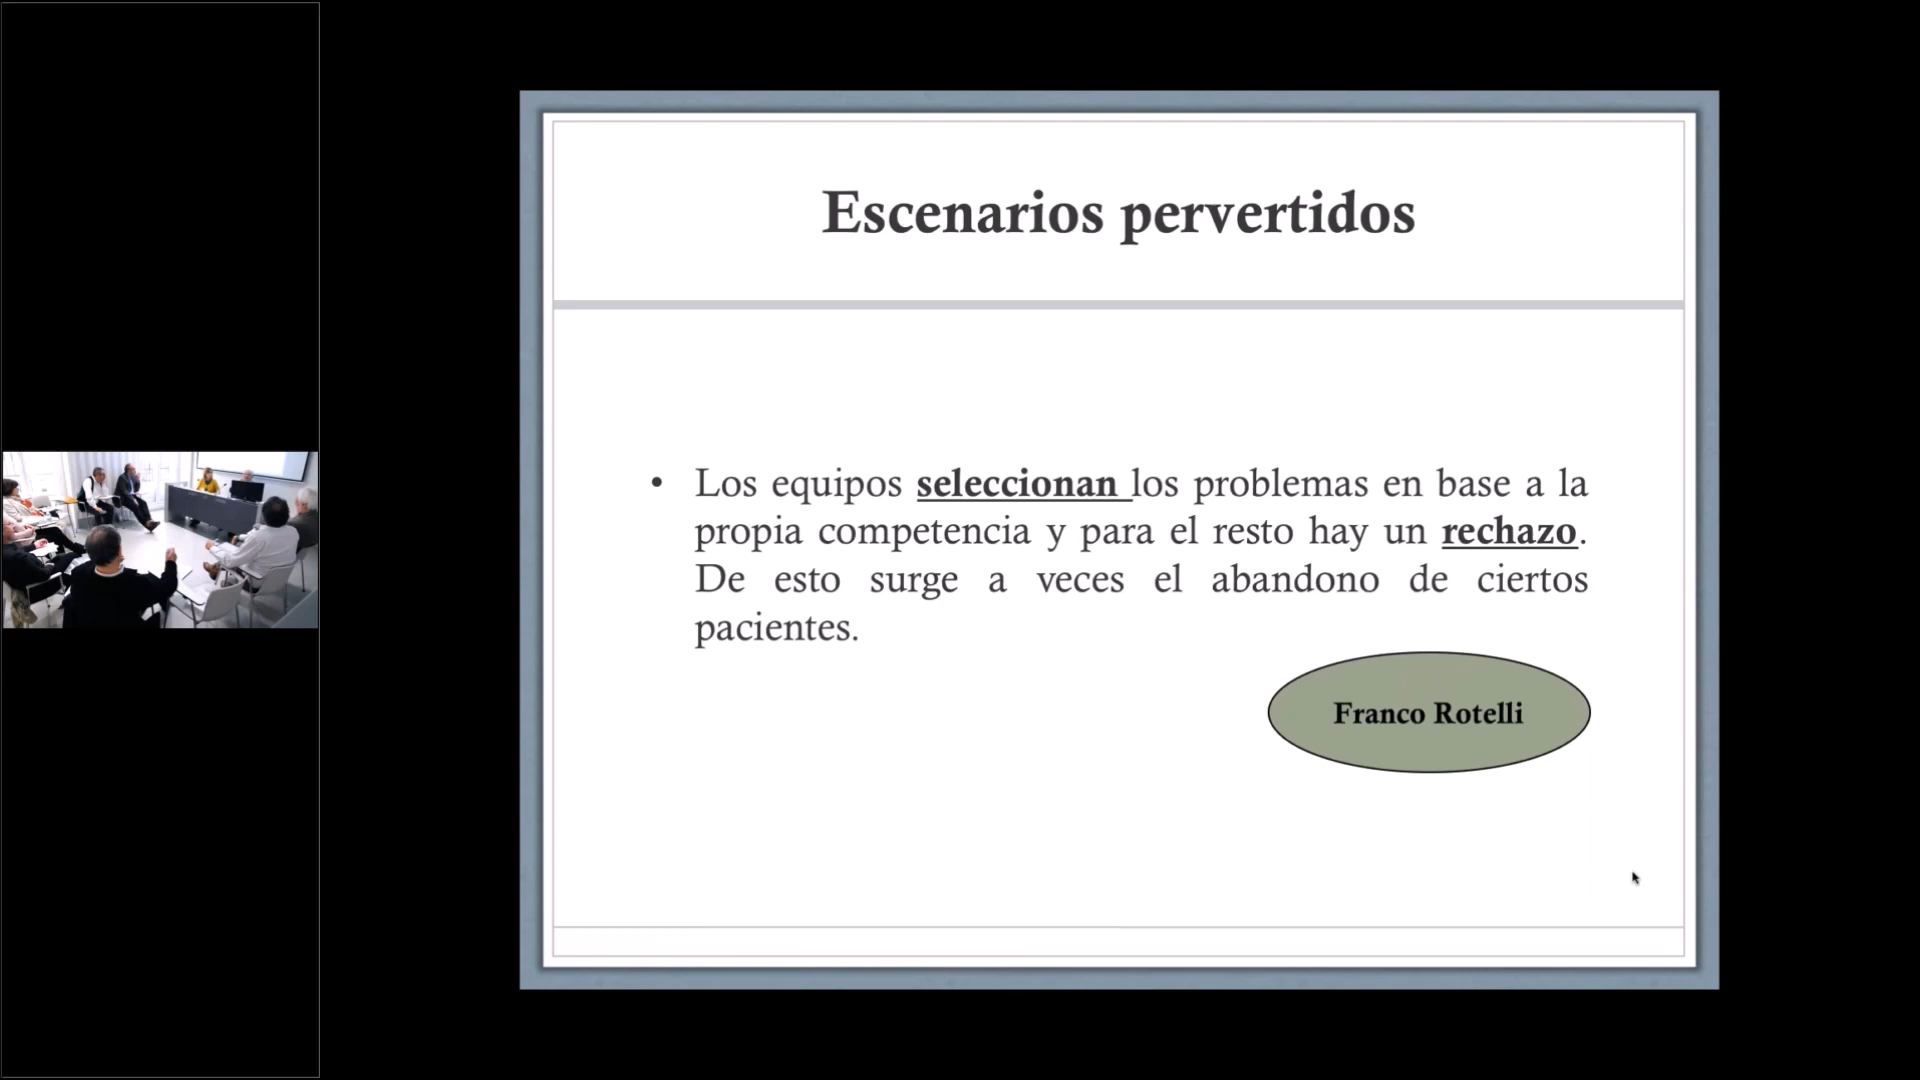 Escenarios pervertidos
• Los equipos seleccionan los problemas en base a la
propia competencia y para el resto hay un rechazo.
De esto surge a veces el abandono de ciertos
pacientes.
Franco Rotelli